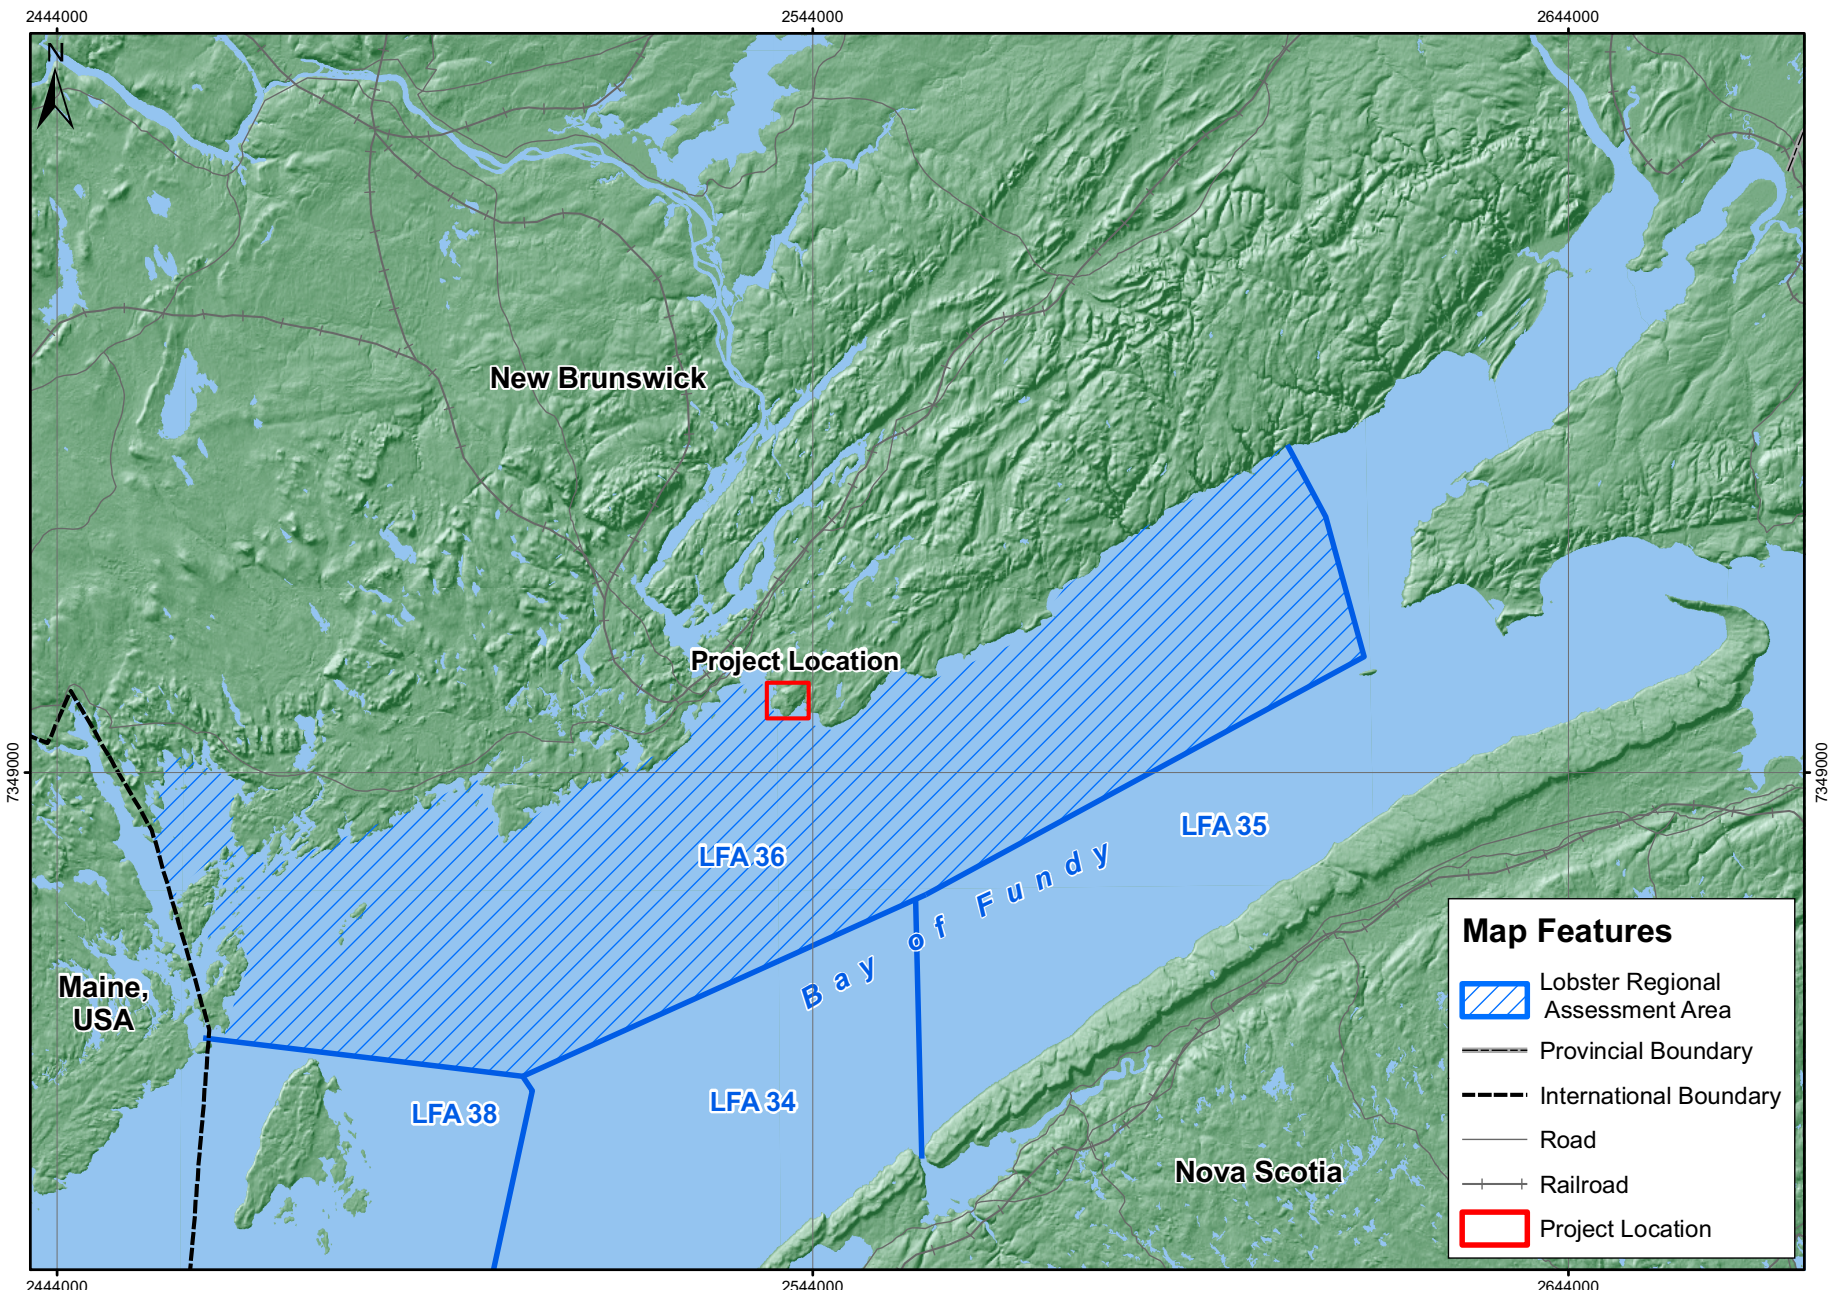 2444000
2544000
2644000
N
New Brunswick
Project Location
7349000
7349000
LFA 36
LFA 35
Bay of Fundy
Maine,
USA
LFA 38
LFA 34
Nova Scotia
Map Features
Lobster Regional
Assessment Area
Provincial Boundary
International Boundary
Road
Railroad
Project Location
2444000
2544000
2644000